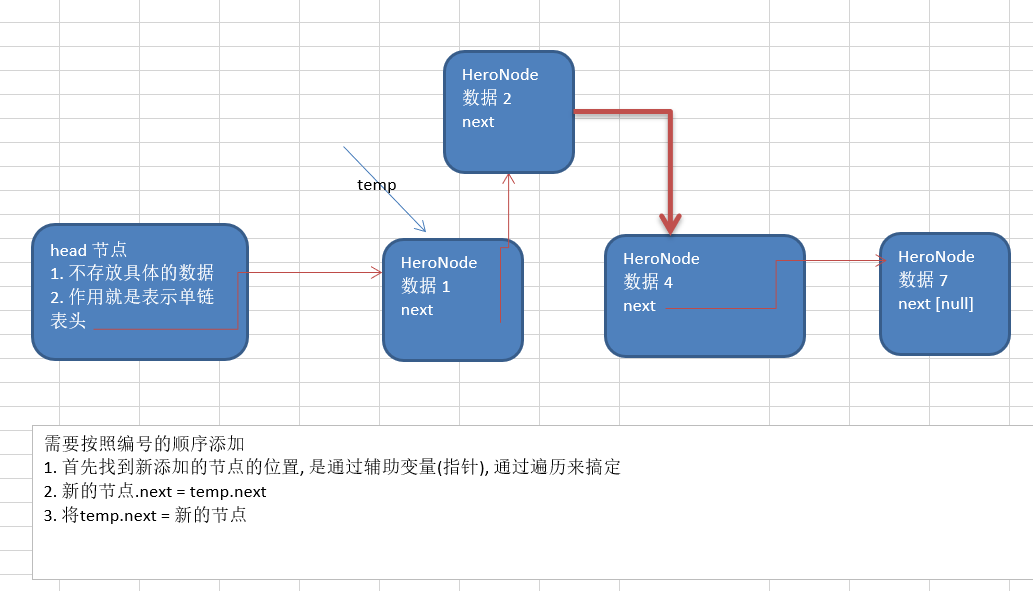 HeroNode
数据 2
next
temp
head 节点
1. 不存放具体的数据
2. 作用就是表示单链
表头
HeroNode
数据 1
next
HeroNode
数据 4
next
HeroNode
数据 7
next [null]
需要按照编号的顺序添加
1. 首先找到新添加的节点的位置, 是通过辅助变量(指针), 通过遍历来搞定
2. 新的节点.next = temp.next
3. 将temp.next = 新的节点